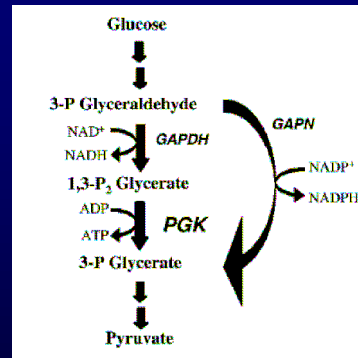 Glucose
3-P Glyceraldehyde
GAPN
NAD+
GAPDH
NADH
NADP+
NADPH
1,3-P₂ Glycerate
ADP
PGK
ATP
3-P Glycerate
Pyruvate